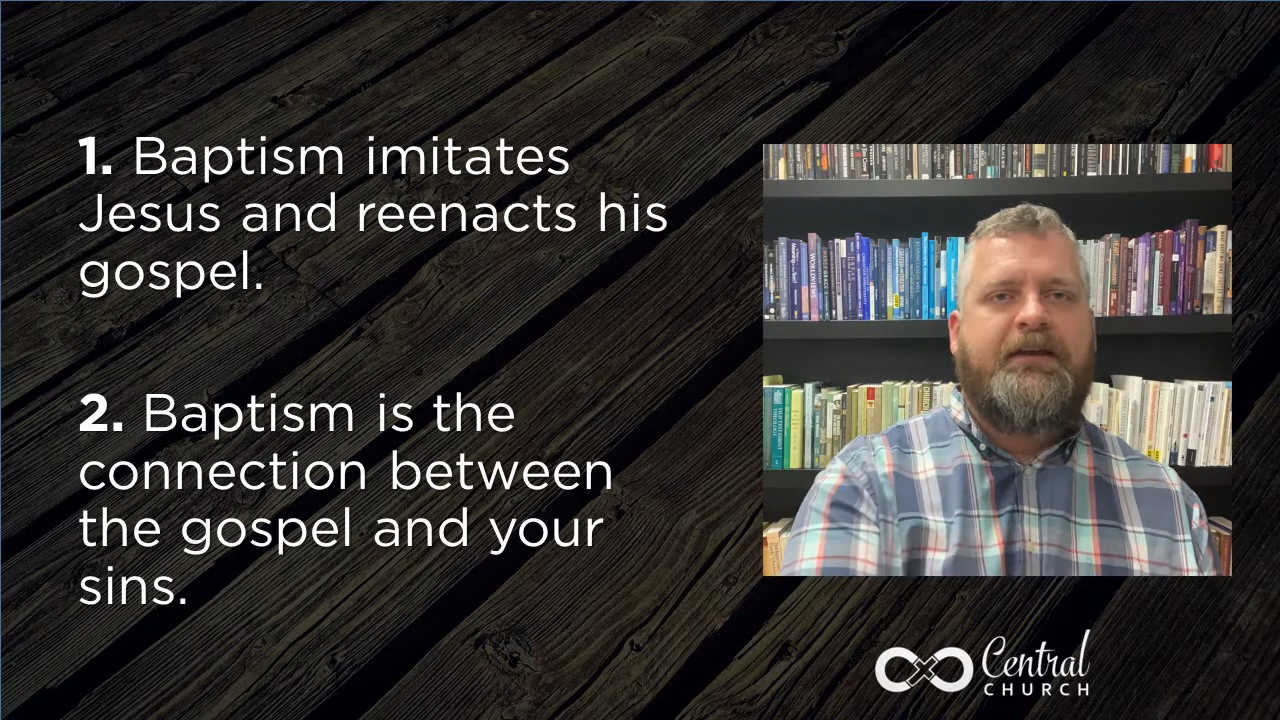 1. Baptism imitates
Jesus and reenacts his
gospel.
2. Baptism is the
connection between
the gospel and your
sins.
Central
CHURCH